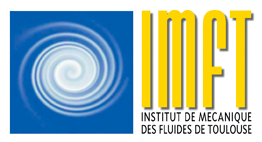 IMFT
INSTITUT DE MECANIQUE
DES FLUIDES DE TOULOUSE